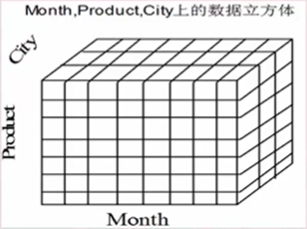 Month,Product,City上的数据立方体
City
Product
Month